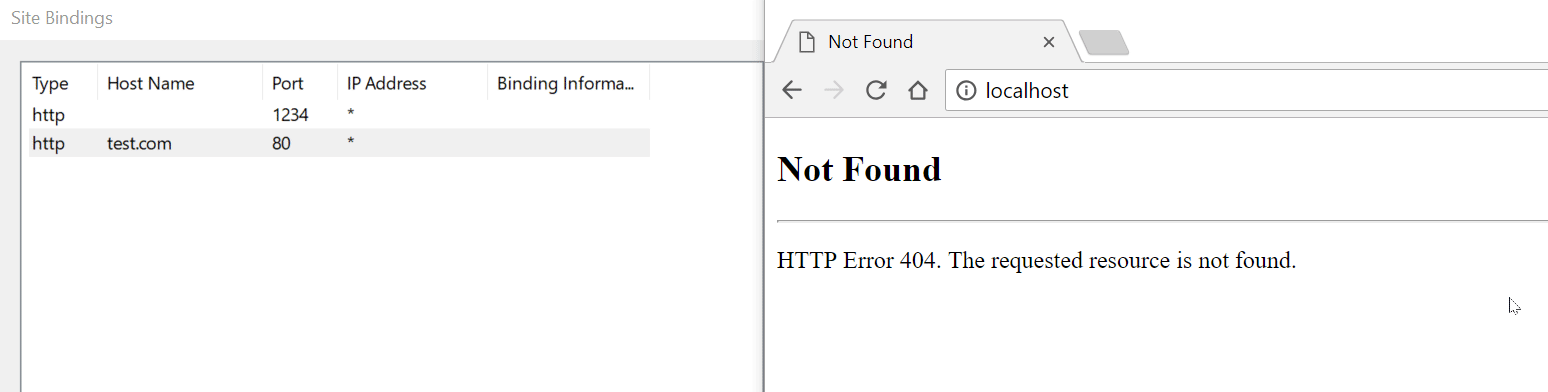 Site Bindings
Type Host Name Port IP Address Binding Informa...
http 1234 *
http test.com 80 *
Not Found
localhost
Not Found
HTTP Error 404. The requested resource is not found.